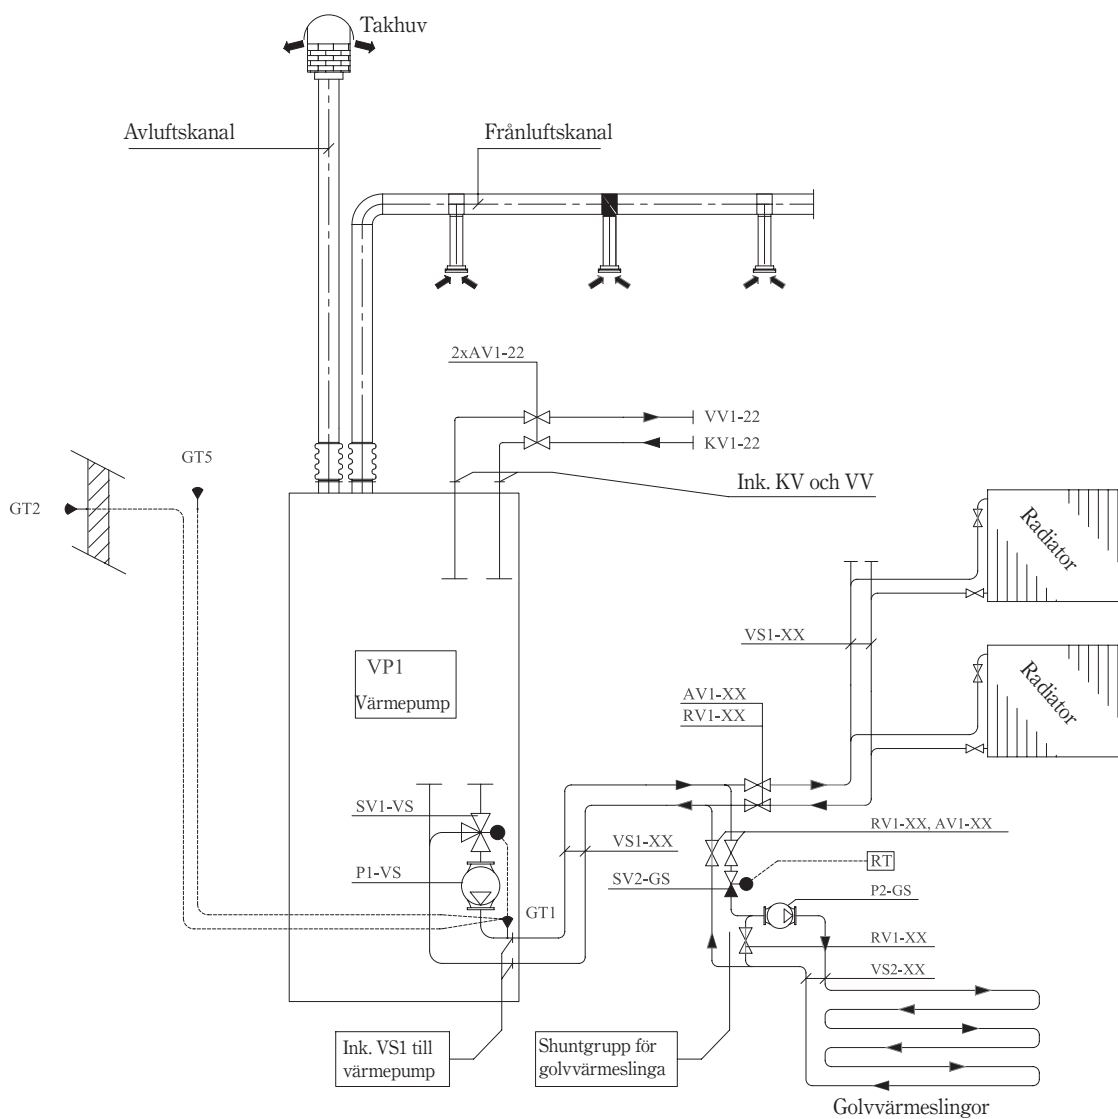 Takhuv
Avluftskanal
Frånluftskanal
2xAV1-22
VV1-22
KV1-22
GT5
GT2
Ink. KV och VV
Radiator
VS1-XX
Radiator
VP1
Värmepump
AV1-XX
RV1-XX
SV1-VS
VS1-XX
RV1-XX, AV1-XX
P1-VS
SV2-GS
RT
P2-GS
GT1
RV1-XX
VS2-XX
Ink. VS1 till
värmepump
Shuntgrupp för
golvvärmeslinga
Golvvärmeslingor